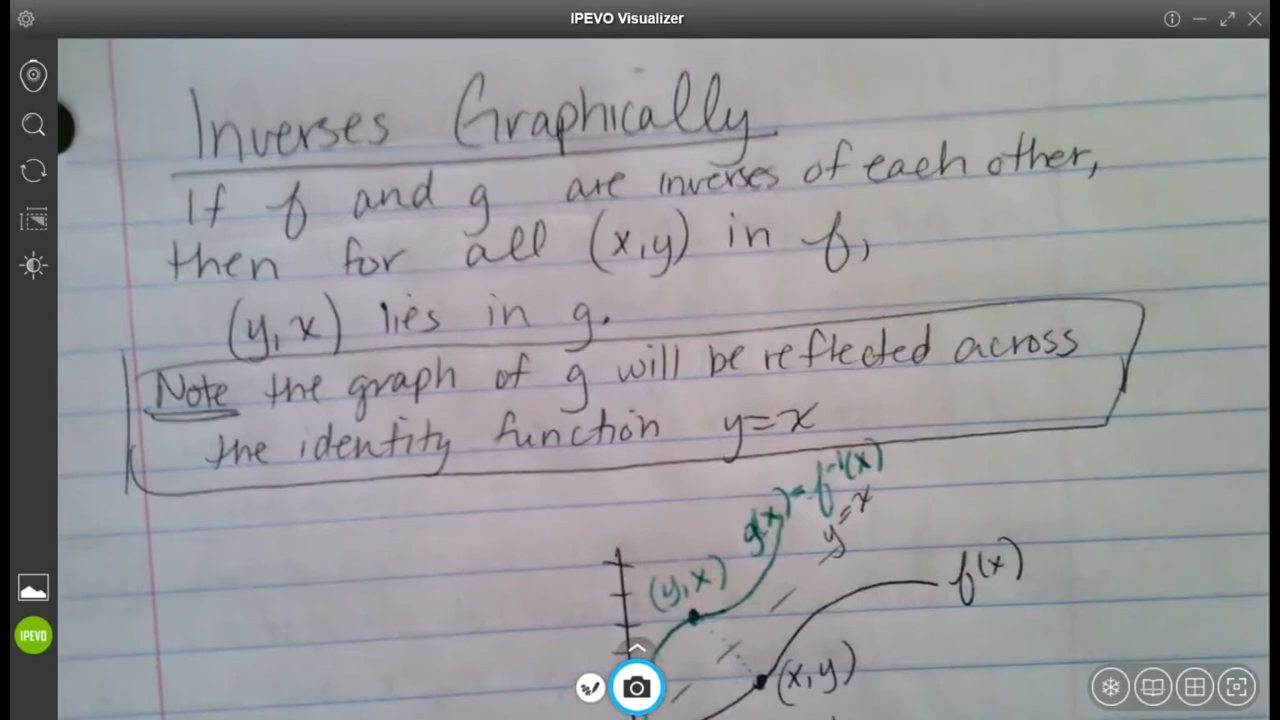 IPEVO Visualizer
Inverses Graphically
If f and g are inverses of each other,
then for all (x,y) in f,
(y,x) lies in g.
Note the graph of g will be reflected across
the identity function y=x
g(x)=f⁻¹(x)
y=x
(y,x)
f(x)
(x,y)
IPEVO